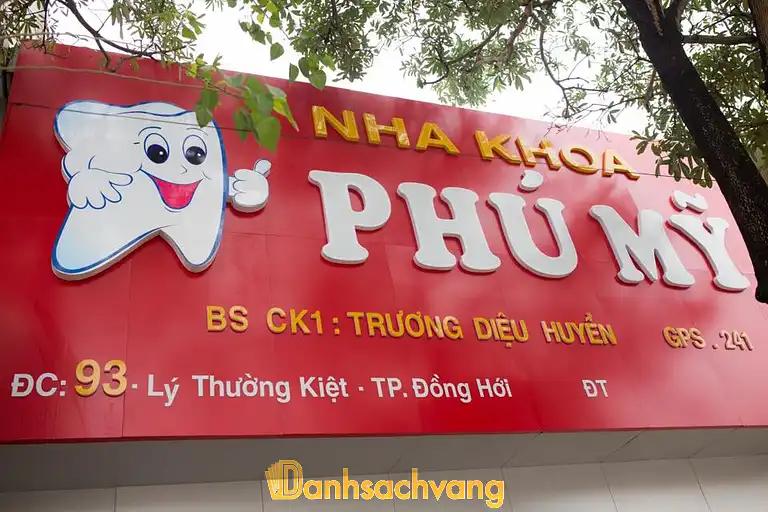 NHA KHOA
PHÚ MỸ
BS CK1 : TRƯƠNG DIỆU HUYỀN GPS . 241
ĐC: 93 - Lý Thường Kiệt - TP. Đồng Hới ĐT
Danhsachvang